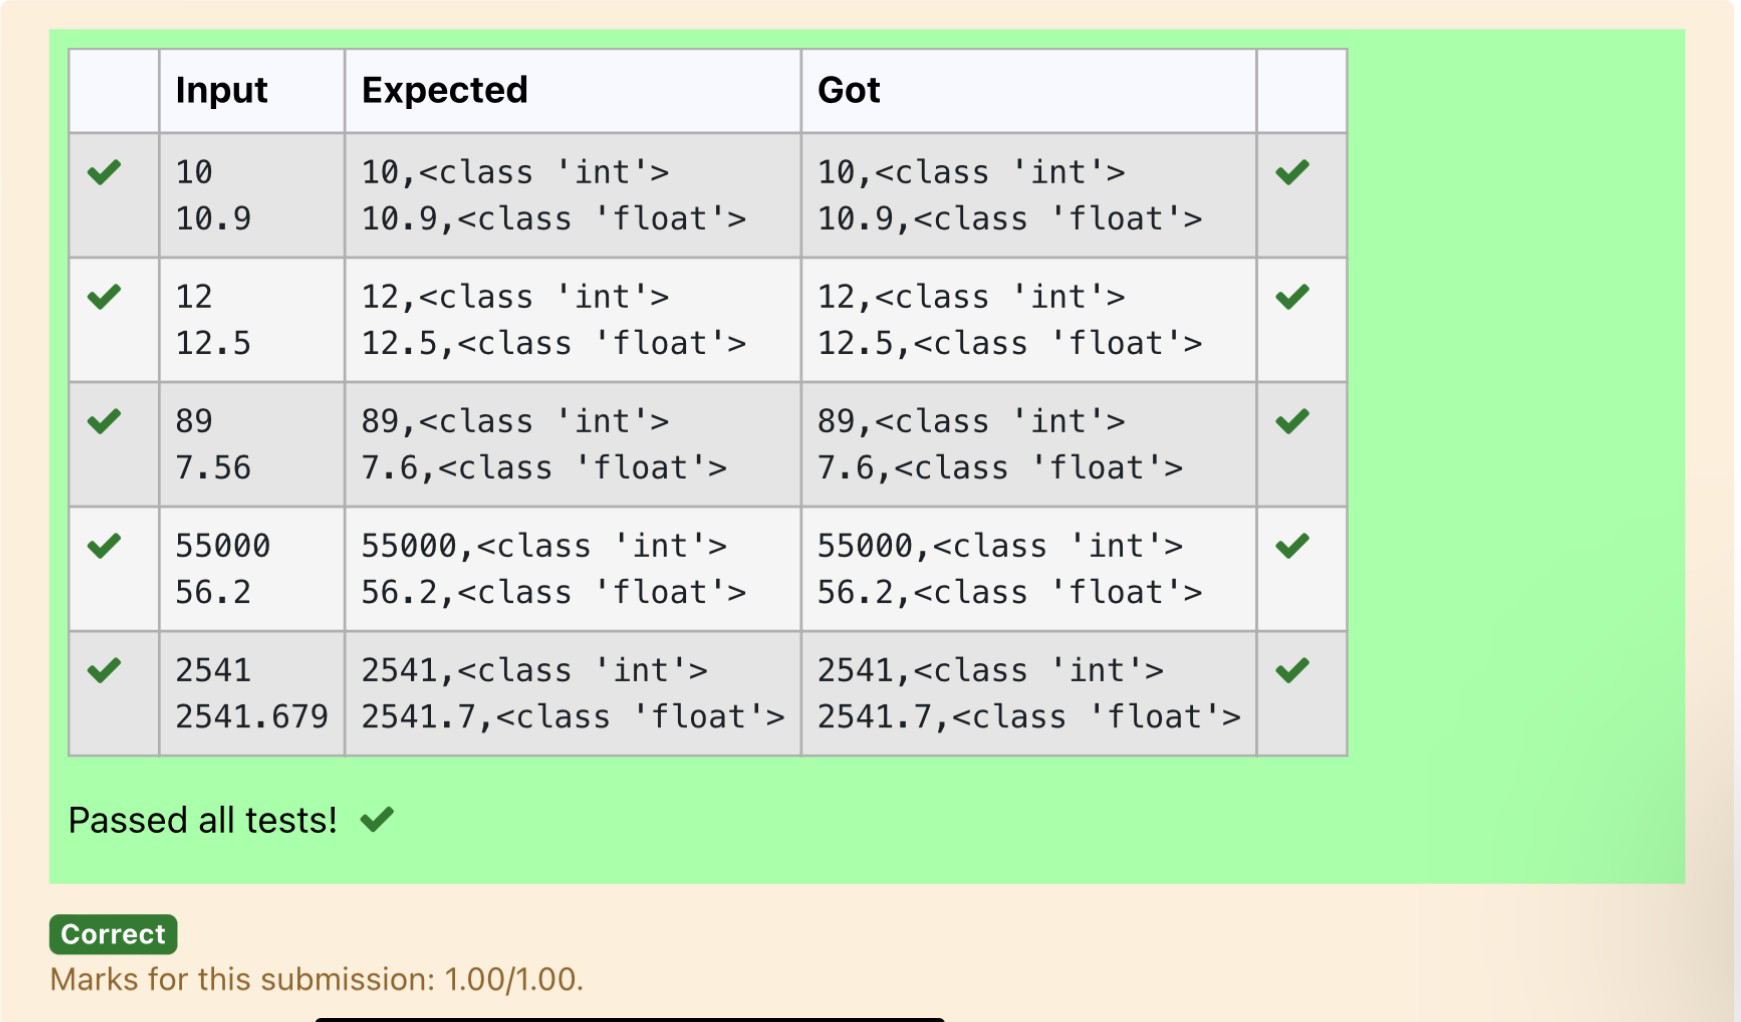 Input Expected Got
10 10,<class 'int'> 10,<class 'int'>
10.9 10.9,<class 'float'> 10.9,<class 'float'>
12 12,<class 'int'> 12,<class 'int'>
12.5 12.5,<class 'float'> 12.5,<class 'float'>
89 89,<class 'int'> 89,<class 'int'>
7.56 7.6,<class 'float'> 7.6,<class 'float'>
55000 55000,<class 'int'> 55000,<class 'int'>
56.2 56.2,<class 'float'> 56.2,<class 'float'>
2541 2541,<class 'int'> 2541,<class 'int'>
2541.679 2541.7,<class 'float'> 2541.7,<class 'float'>
Passed all tests!
Correct
Marks for this submission: 1.00/1.00.